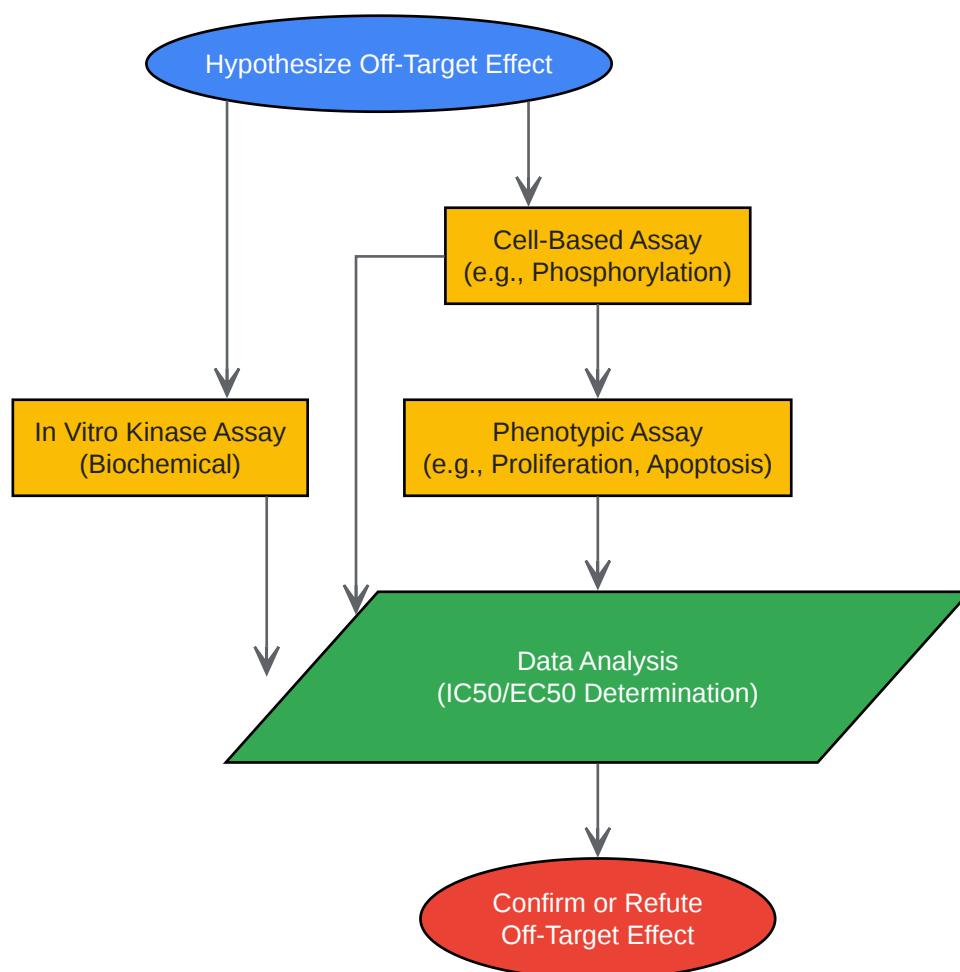 Hypothesize Off-Target Effect
Cell-Based Assay
(e.g., Phosphorylation)
In Vitro Kinase Assay
(Biochemical)
Phenotypic Assay
(e.g., Proliferation, Apoptosis)
Data Analysis
(IC50/EC50 Determination)
Confirm or Refute
Off-Target Effect